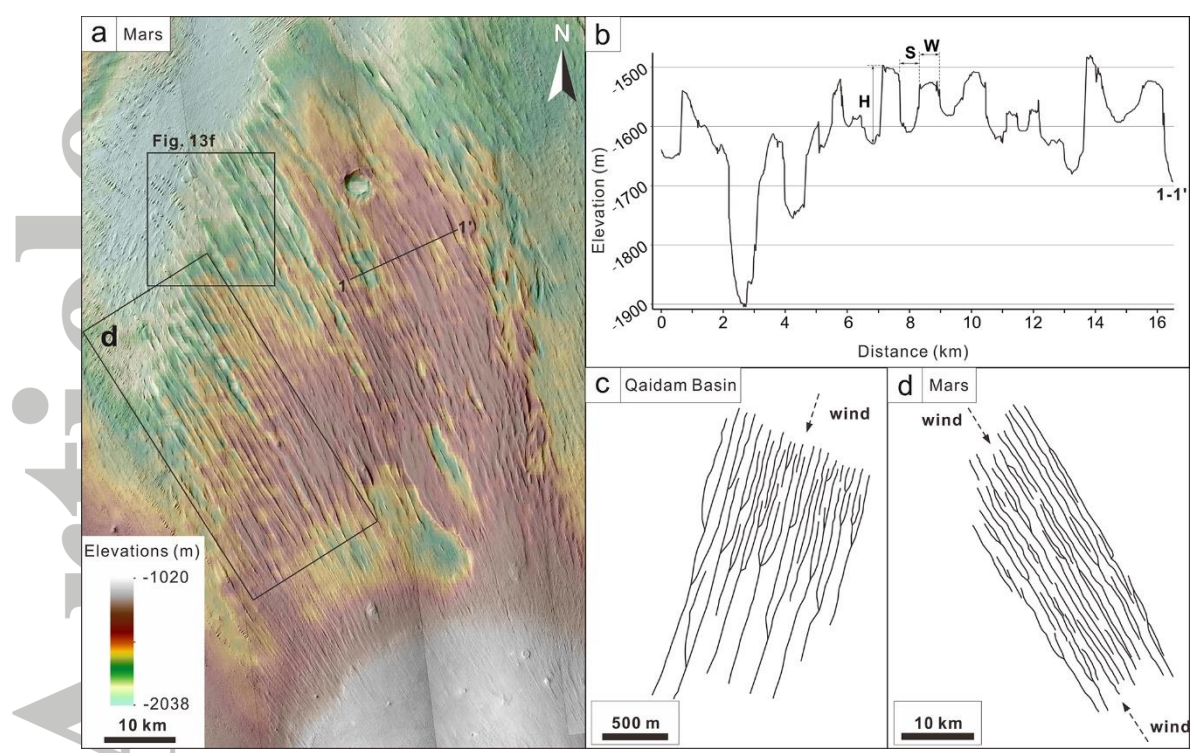 a Mars
N
Fig. 13f
1
1'
d
Elevations (m)
-1020
-2038
10 km
b
-1500
-1600
-1700
-1800
-1900
Elevation (m)
H
S
W
1-1'
0 2 4 6 8 10 12 14 16
Distance (km)
c Qaidam Basin
wind
500 m
d Mars
wind
wind
10 km